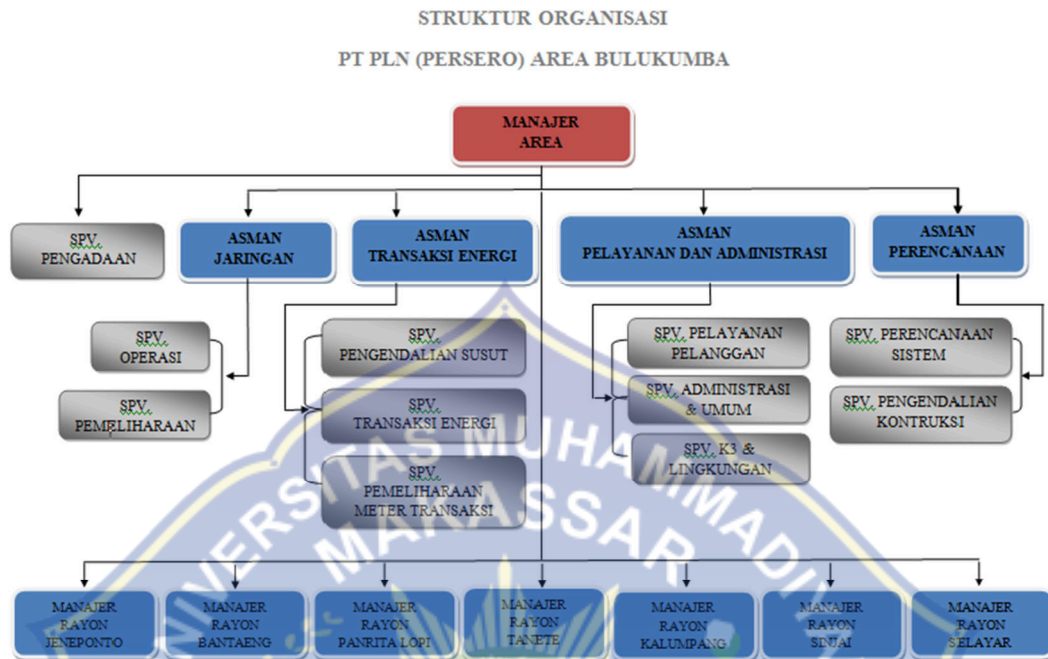 STRUKTUR ORGANISASI
PT PLN (PERSERO) AREA BULUKUMBA
MANAJER
AREA
SPV.
PENGADAAN
ASMAN
JARINGAN
ASMAN
TRANSAKSI ENERGI
ASMAN
PELAYANAN DAN ADMINISTRASI
ASMAN
PERENCANAAN
SPV.
OPERASI
SPV.
PEMELIHARAAN
SPV.
PENGENDALIAN SUSUT
SPV.
TRANSAKSI ENERGI
SPV.
PEMELIHARAAN
METER TRANSAKSI
SPV. PELAYANAN
PELANGGAN
SPV. ADMINISTRASI
& UMUM
SPV. K3 &
LINGKUNGAN
SPV. PERENCANAAN
SISTEM
SPV. PENGENDALIAN
KONTRUKSI
MANAJER
RAYON
JENEPONTO
MANAJER
RAYON
BANTAENG
MANAJER
RAYON
PANRITA LOPI
MANAJER
RAYON
TANETE
MANAJER
RAYON
KALUMPANG
MANAJER
RAYON
SINJAI
MANAJER
RAYON
SELAYAR
UNIVERSITAS MUHAMMADIY
MAKASSAR